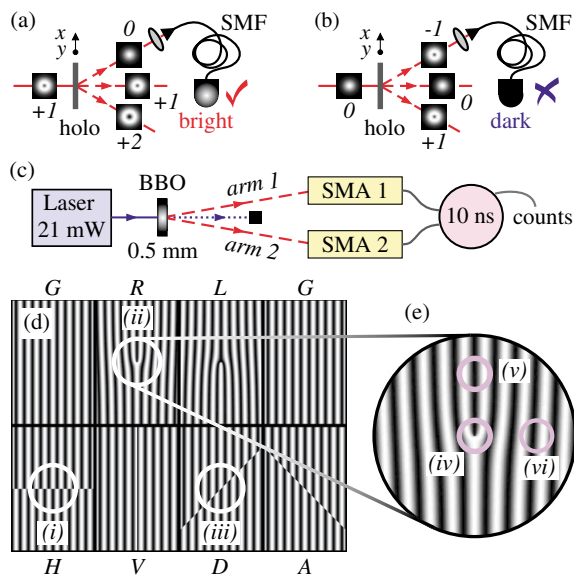 (a)
x
y
0
SMF
+1
holo
+1
+2
bright
(b)
x
y
-1
SMF
0
holo
0
+1
dark
(c)
Laser
21 mW
BBO
0.5 mm
arm 1
arm 2
SMA 1
SMA 2
10 ns
counts
G R L G
(d)
(ii)
(i)
(iii)
H V D A
(e)
(v)
(iv)
(vi)